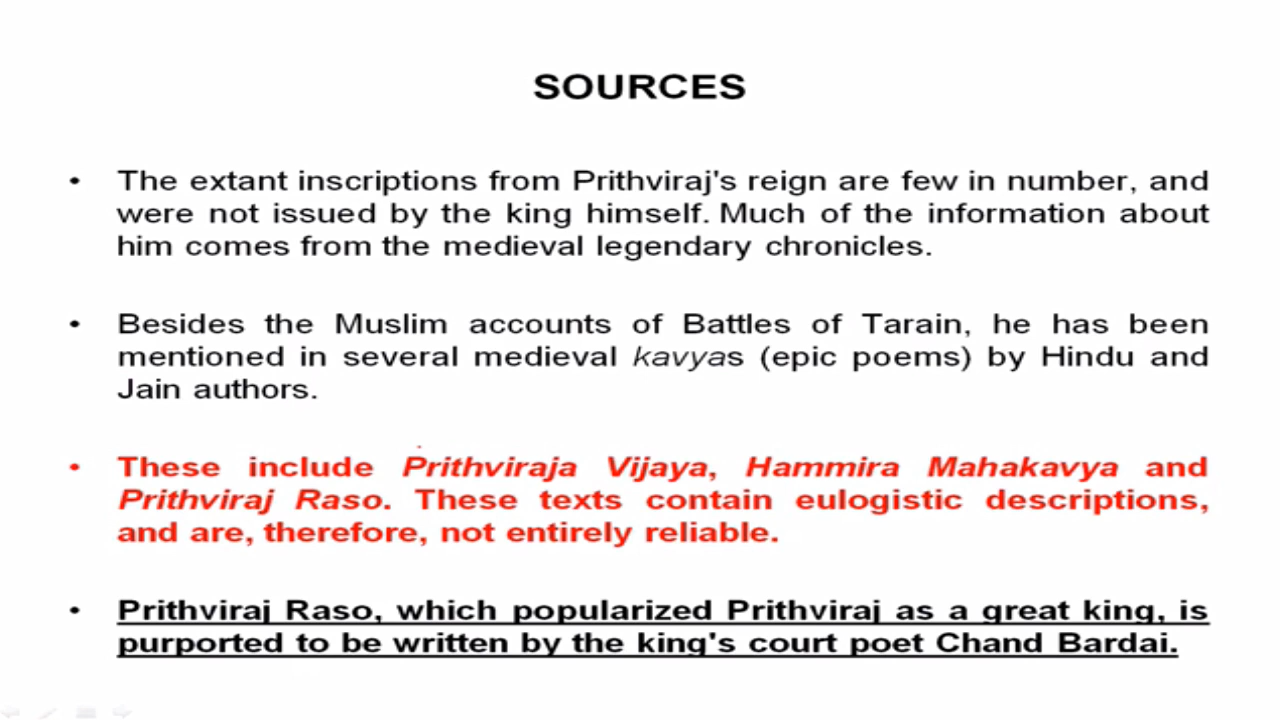 SOURCES
• The extant inscriptions from Prithviraj's reign are few in number, and
were not issued by the king himself. Much of the information about
him comes from the medieval legendary chronicles.
• Besides the Muslim accounts of Battles of Tarain, he has been
mentioned in several medieval kavyas (epic poems) by Hindu and
Jain authors.
• These include Prithviraja Vijaya, Hammira Mahakavya and
Prithviraj Raso. These texts contain eulogistic descriptions,
and are, therefore, not entirely reliable.
• Prithviraj Raso, which popularized Prithviraj as a great king, is
purported to be written by the king's court poet Chand Bardai.